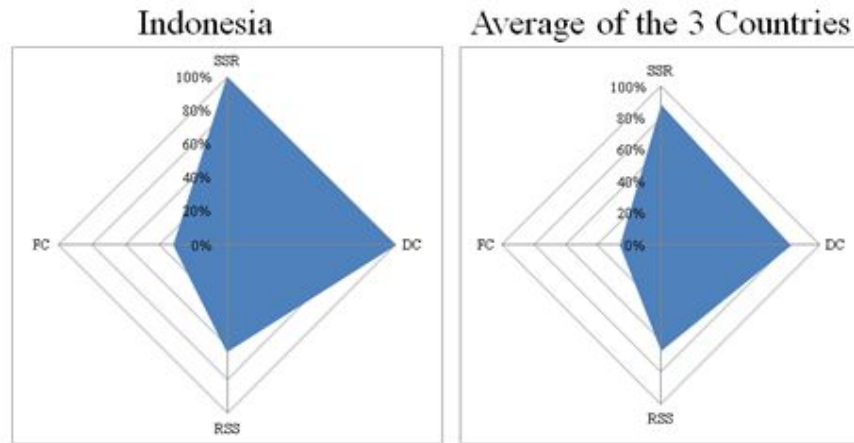 Indonesia
SSR
100%
80%
60%
40%
20%
0%
FC
DC
RSS
Average of the 3 Countries
SSR
100%
80%
60%
40%
20%
0%
FC
DC
RSS